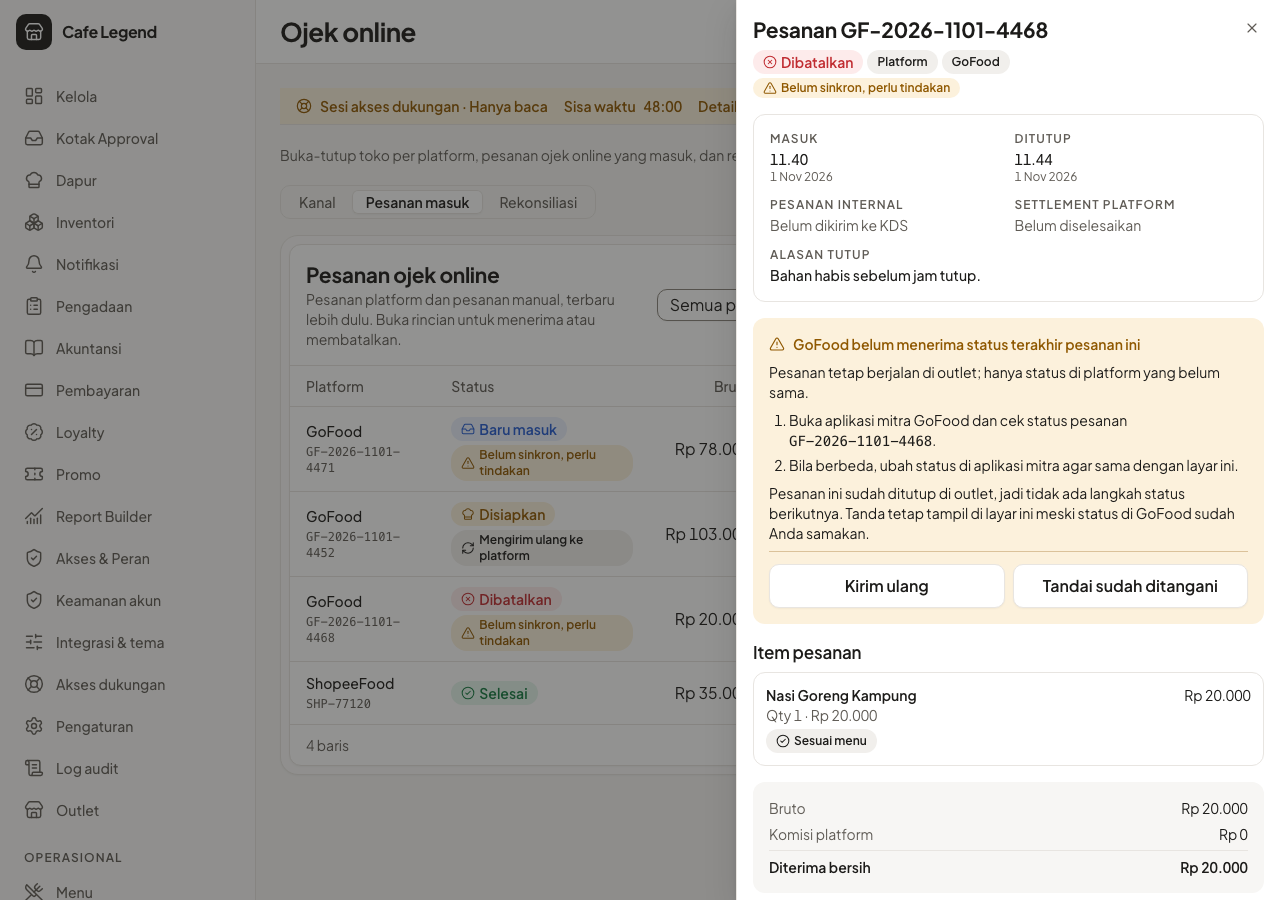 Cafe Legend
Kelola
Kotak Approval
Dapur
Inventori
Notifikasi
Pengadaan
Akuntansi
Pembayaran
Loyalty
Promo
Report Builder
Akses & Peran
Keamanan akun
Integrasi & tema
Akses dukungan
Pengaturan
Log audit
Outlet
OPERASIONAL
Menu
Ojek online
Sesi akses dukungan · Hanya baca Sisa waktu 48:00 Detail
Buka-tutup toko per platform, pesanan ojek online yang masuk, dan re
Kanal Pesanan masuk Rekonsiliasi
Pesanan ojek online
Pesanan platform dan pesanan manual, terbaru
lebih dulu. Buka rincian untuk menerima atau
membatalkan.
Semua p
Platform Status Bru
GoFood
GF-2026-1101-
4471
Baru masuk
Belum sinkron, perlu
tindakan
Rp 78.00
GoFood
GF-2026-1101-
4452
Disiapkan
Mengirim ulang ke
platform
Rp 103.00
GoFood
GF-2026-1101-
4468
Dibatalkan
Belum sinkron, perlu
tindakan
Rp 20.00
ShopeeFood
SHP-77120
Selesai
Rp 35.00
4 baris
Pesanan GF-2026-1101-4468
Dibatalkan Platform GoFood
Belum sinkron, perlu tindakan
MASUK
11.40
1 Nov 2026
DITUTUP
11.44
1 Nov 2026
PESANAN INTERNAL
Belum dikirim ke KDS
SETTLEMENT PLATFORM
Belum diselesaikan
ALASAN TUTUP
Bahan habis sebelum jam tutup.
GoFood belum menerima status terakhir pesanan ini
Pesanan tetap berjalan di outlet; hanya status di platform yang belum
sama.
1. Buka aplikasi mitra GoFood dan cek status pesanan
GF-2026-1101-4468.
2. Bila berbeda, ubah status di aplikasi mitra agar sama dengan layar ini.
Pesanan ini sudah ditutup di outlet, jadi tidak ada langkah status
berikutnya. Tanda tetap tampil di layar ini meski status di GoFood sudah
Anda samakan.
Kirim ulang Tandai sudah ditangani
Item pesanan
Nasi Goreng Kampung Rp 20.000
Qty 1 · Rp 20.000
Sesuai menu
Bruto Rp 20.000
Komisi platform Rp 0
Diterima bersih Rp 20.000